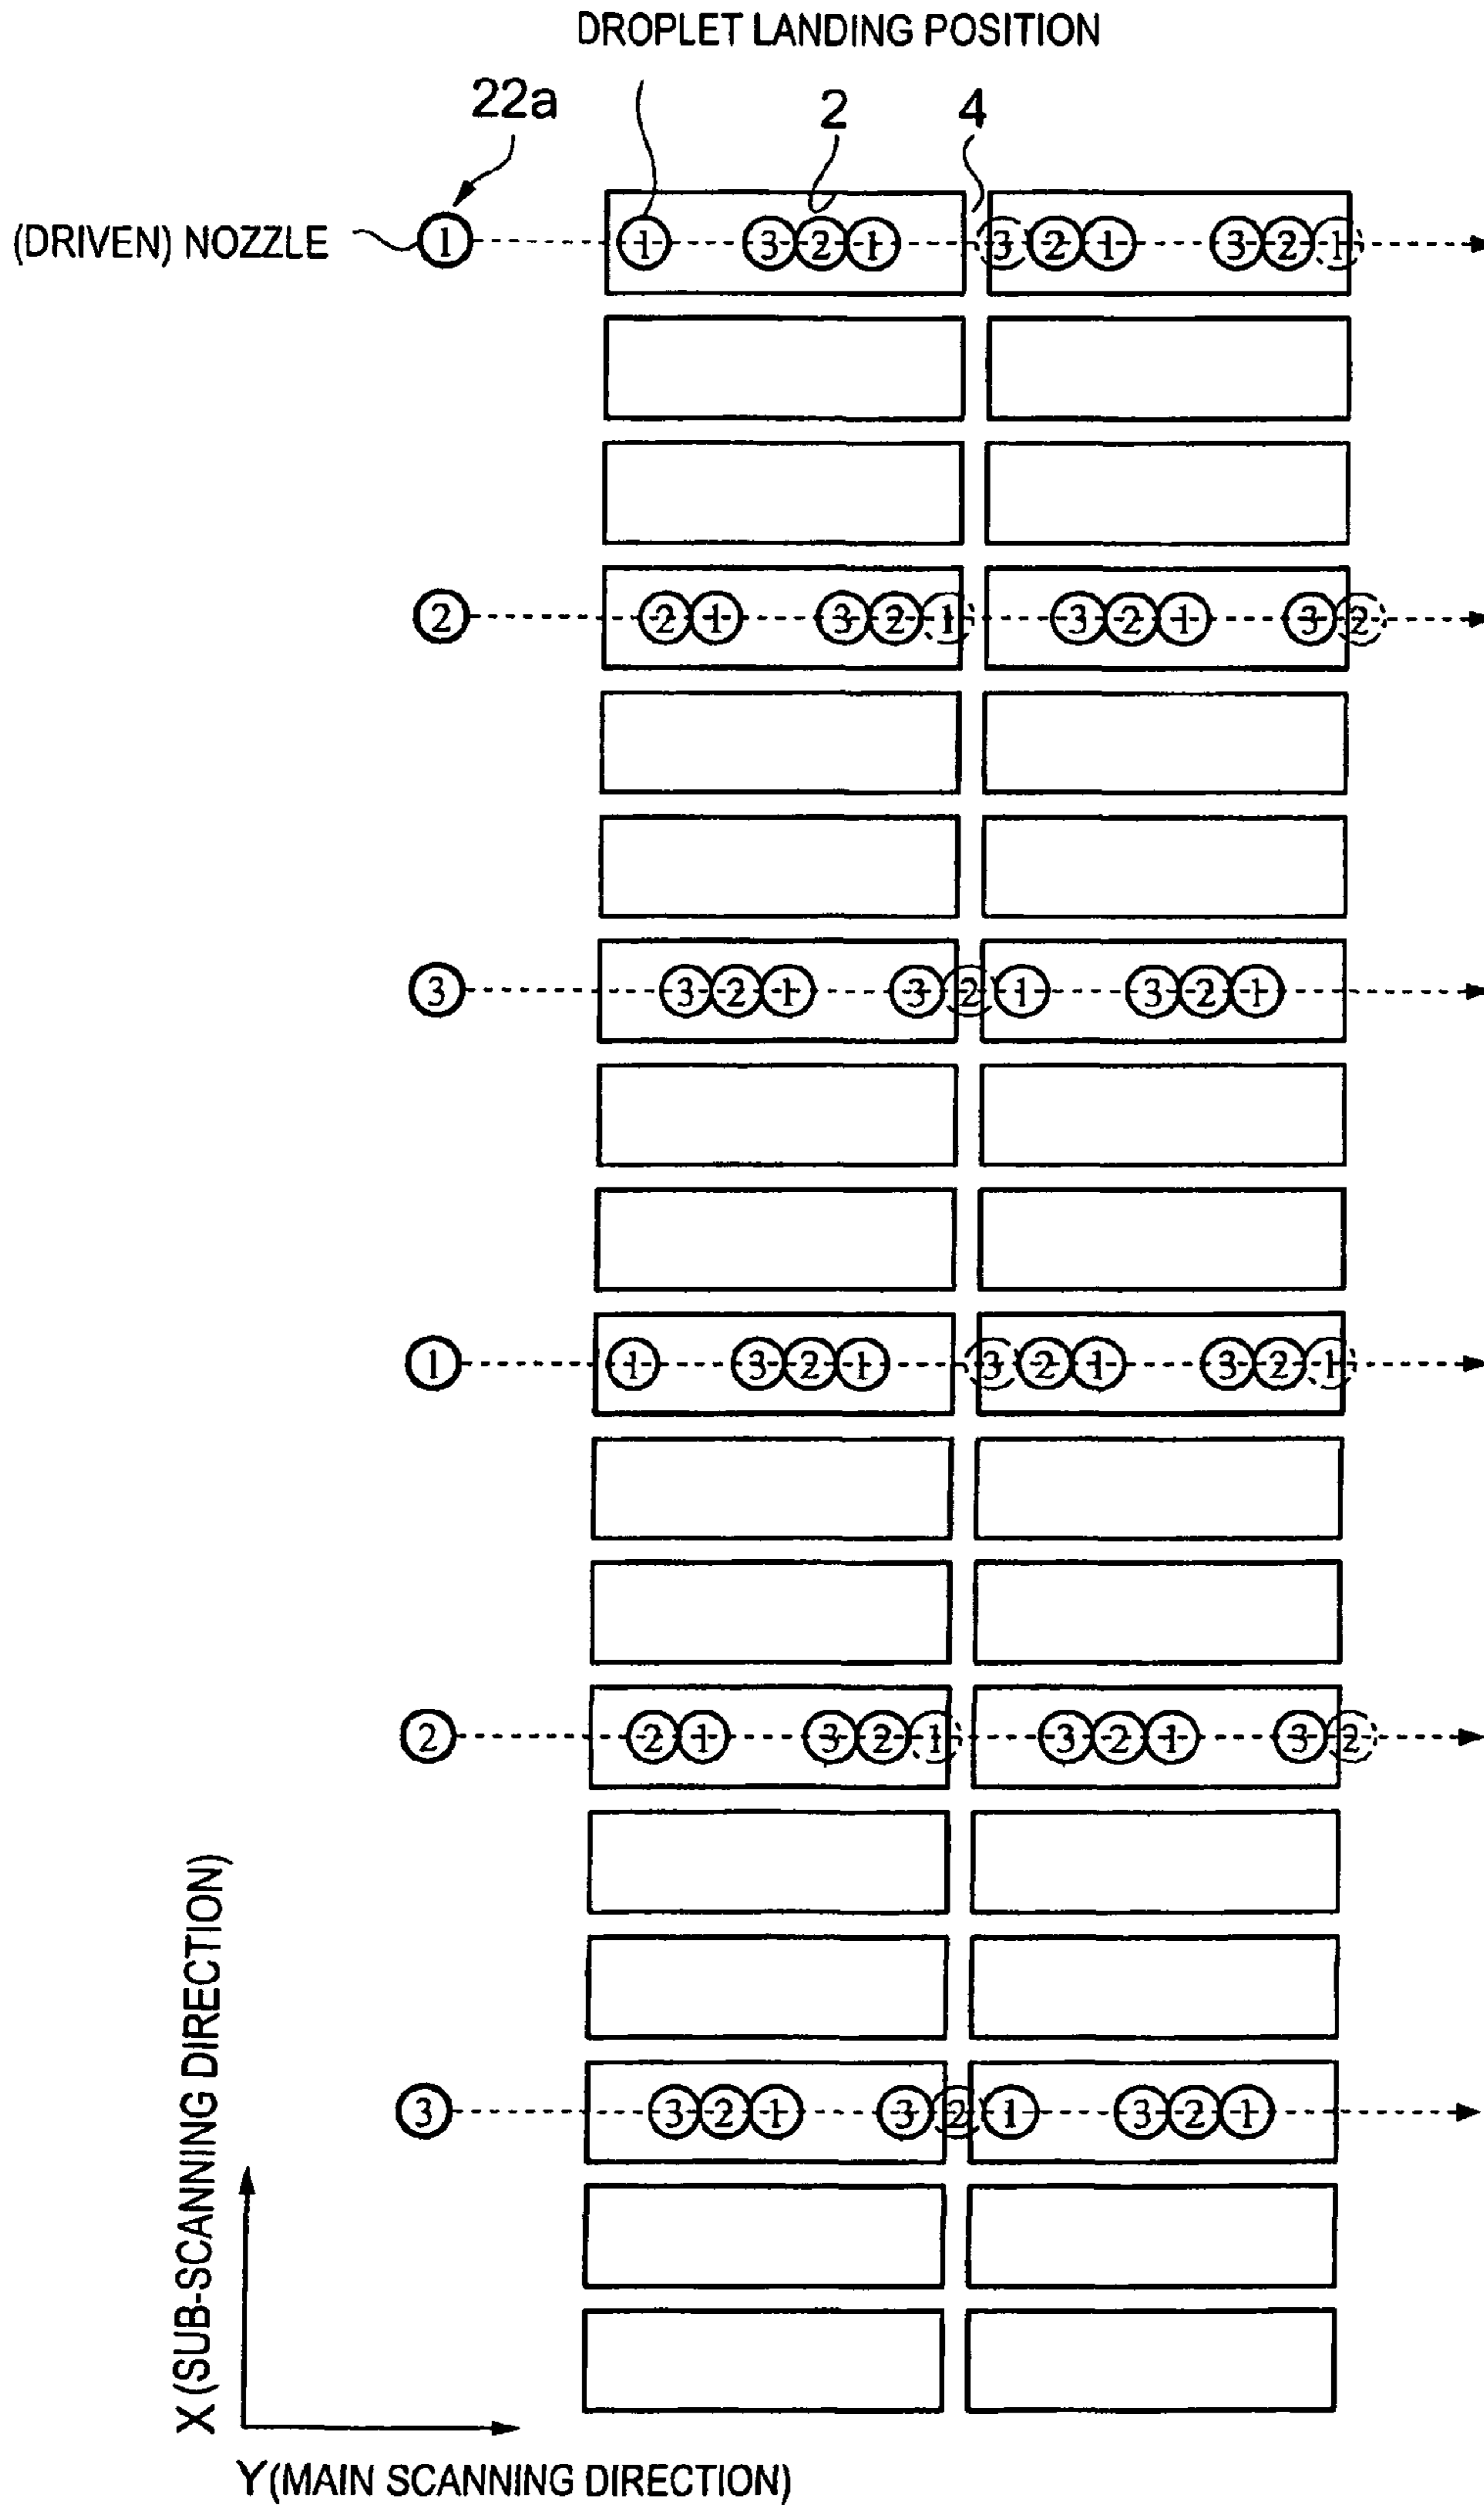 DROPLET LANDING POSITION
22a 2 4
(DRIVEN) NOZZLE 1 1 3 2 1 3 2 1 3 2 1
2 2 1 3 2 1 3 2 1 3 2
3 3 2 1 3 2 1 3 2 1
1 1 3 2 1 3 2 1 3 2 1
2 2 1 3 2 1 3 2 1 3 2
3 3 2 1 3 2 1 3 2 1
X (SUB-SCANNING DIRECTION)
Y (MAIN SCANNING DIRECTION)